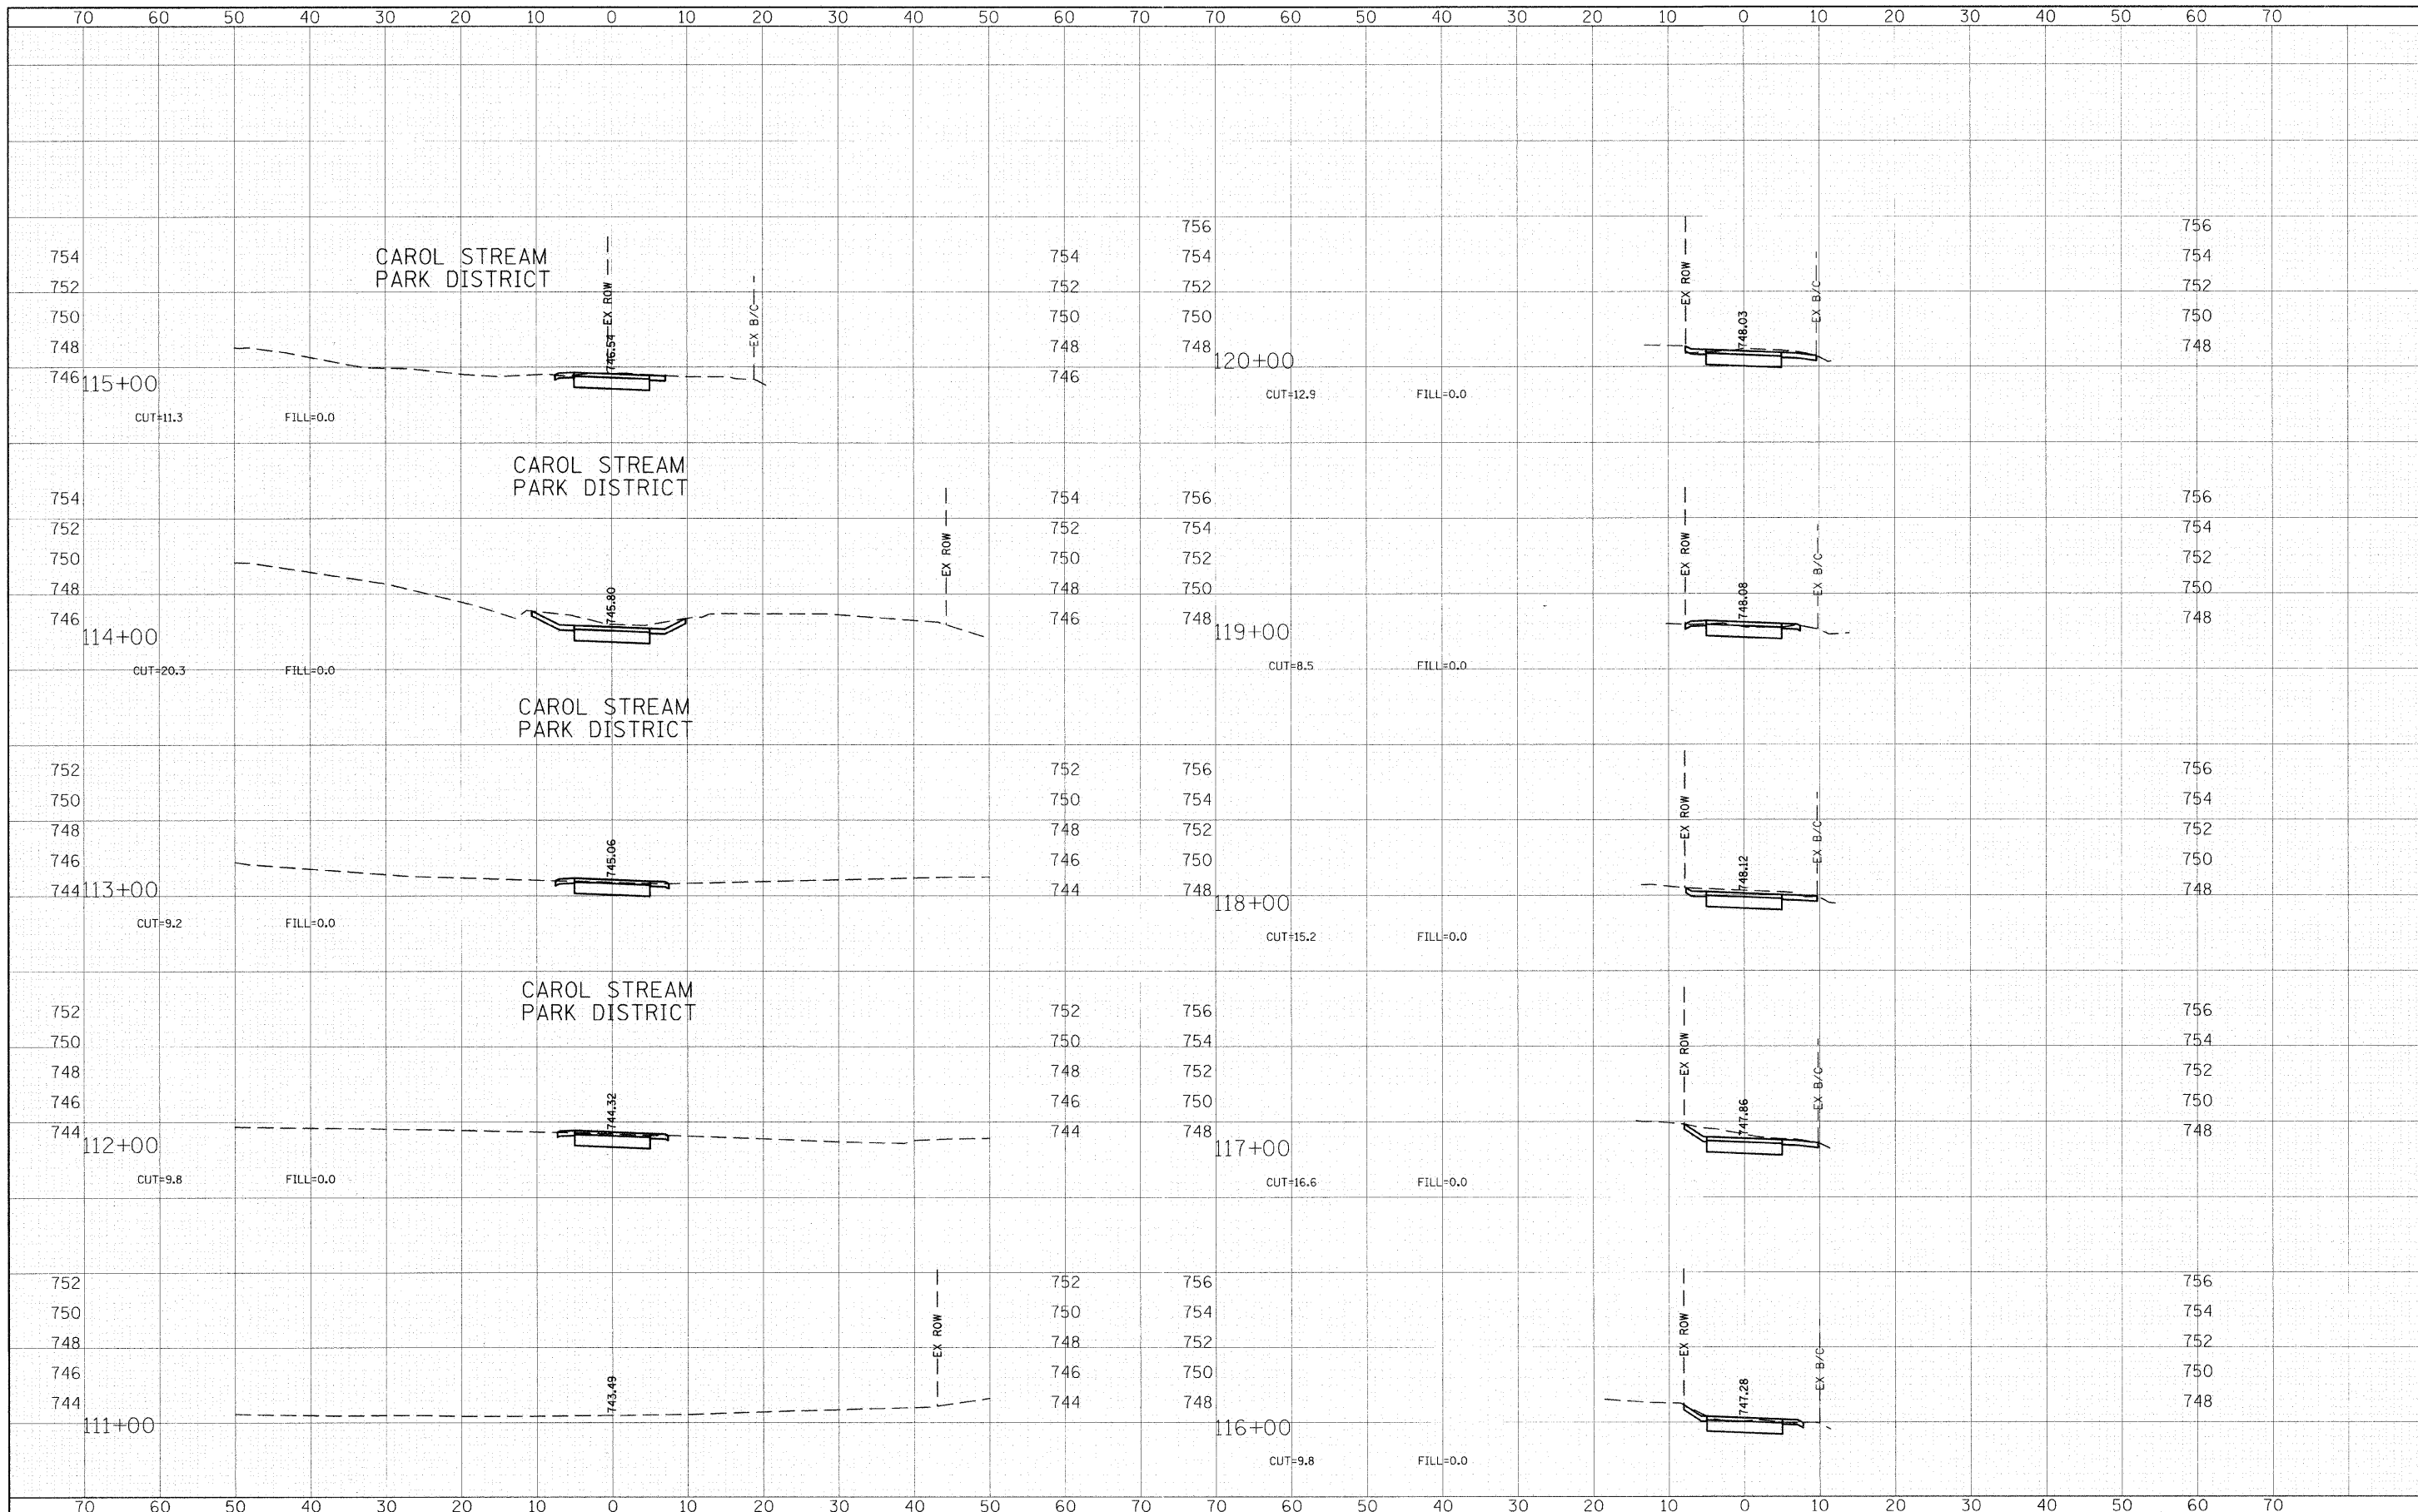 70 60 50 40 30 20 10 0 10 20 30 40 50 60 70 60 50 40 30 20 10 0 10 20 30 40 50 60 70
CAROL STREAM
PARK DISTRICT
754 754
752 752
750 750
748 748
746 115+00
EX ROW
746.54
EX B/C
CUT=11.3 FILL=0.0
CAROL STREAM
PARK DISTRICT
754 754
752 752
750 750
748 748
746 746
114+00
745.80
EX ROW
CUT=20.3 FILL=0.0
CAROL STREAM
PARK DISTRICT
752 752
750 750
748 748
746 746
744 113+00 744
745.06
CUT=9.2 FILL=0.0
CAROL STREAM
PARK DISTRICT
752 752
750 750
748 748
746 746
744 744
112+00
744.32
CUT=9.8 FILL=0.0
752 752
750 750
748 748
746 746
744 744
111+00
743.49
EX ROW
756 756
754 754
752 752
750 750
748 748
746
120+00
EX ROW
748.03
EX B/C
CUT=12.9 FILL=0.0
756 756
754 754
752 752
750 750
748 748
119+00
EX ROW
748.08
EX B/C
CUT=8.5 FILL=0.0
756 756
754 754
752 752
750 750
748 748
118+00
EX ROW
748.12
EX B/C
CUT=15.2 FILL=0.0
756 756
754 754
752 752
750 750
748 748
117+00
EX ROW
747.86
EX B/C
CUT=16.6 FILL=0.0
756 756
754 754
752 752
750 750
748 748
116+00
EX ROW
747.28
EX B/C
CUT=9.8 FILL=0.0
70 60 50 40 30 20 10 0 10 20 30 40 50 60 70 60 50 40 30 20 10 0 10 20 30 40 50 60 70